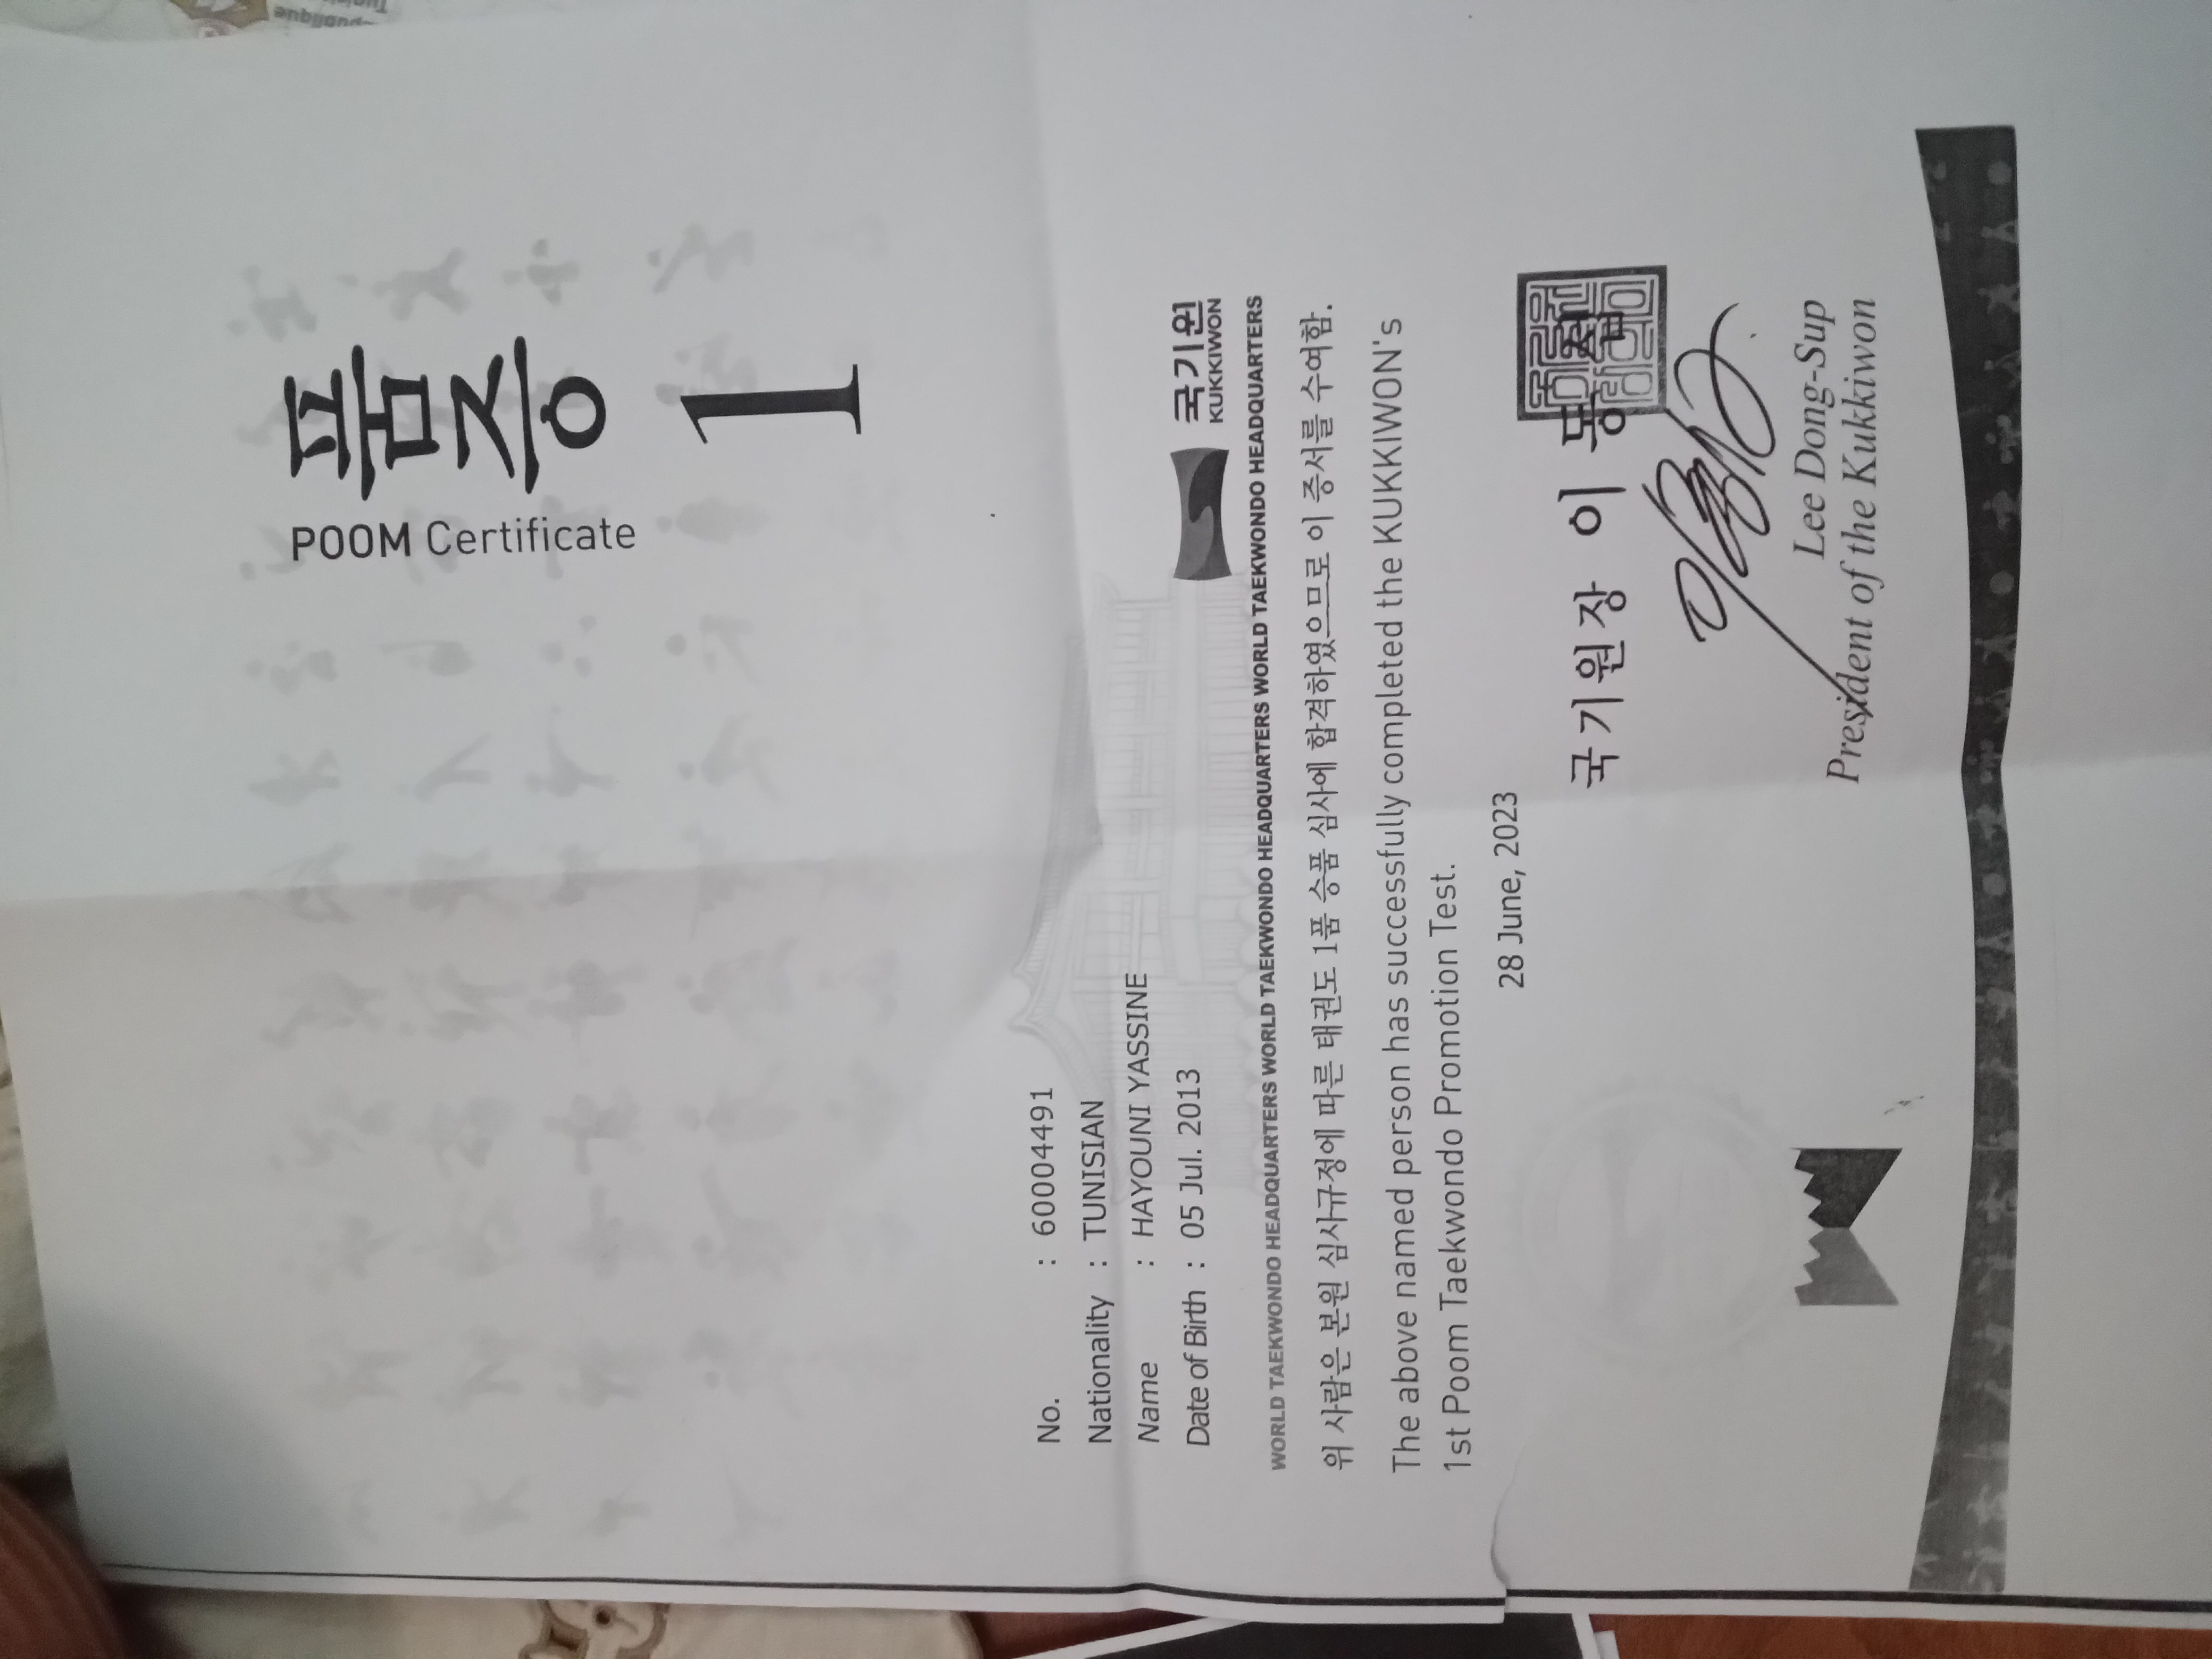 품증
POOM Certificate
1
No. : 60004491
Nationality : TUNISIAN
Name : HAYOUNI YASSINE
Date of Birth : 05 Jul. 2013
국기원
KUKKIWON
WORLD TAEKWONDO HEADQUARTERS WORLD TAEKWONDO HEADQUARTERS WORLD TAEKWONDO HEADQUARTERS WORLD TAEKWONDO HEADQUARTERS
위 사람은 본원 심사규정에 따른 태권도 1품 승품 심사에 합격하였으므로 이 증서를 수여함.
The above named person has successfully completed the KUKKIWON's
1st Poom Taekwondo Promotion Test.
28 June, 2023
국기원장 이 동 섭
Lee Dong-Sup
President of the Kukkiwon